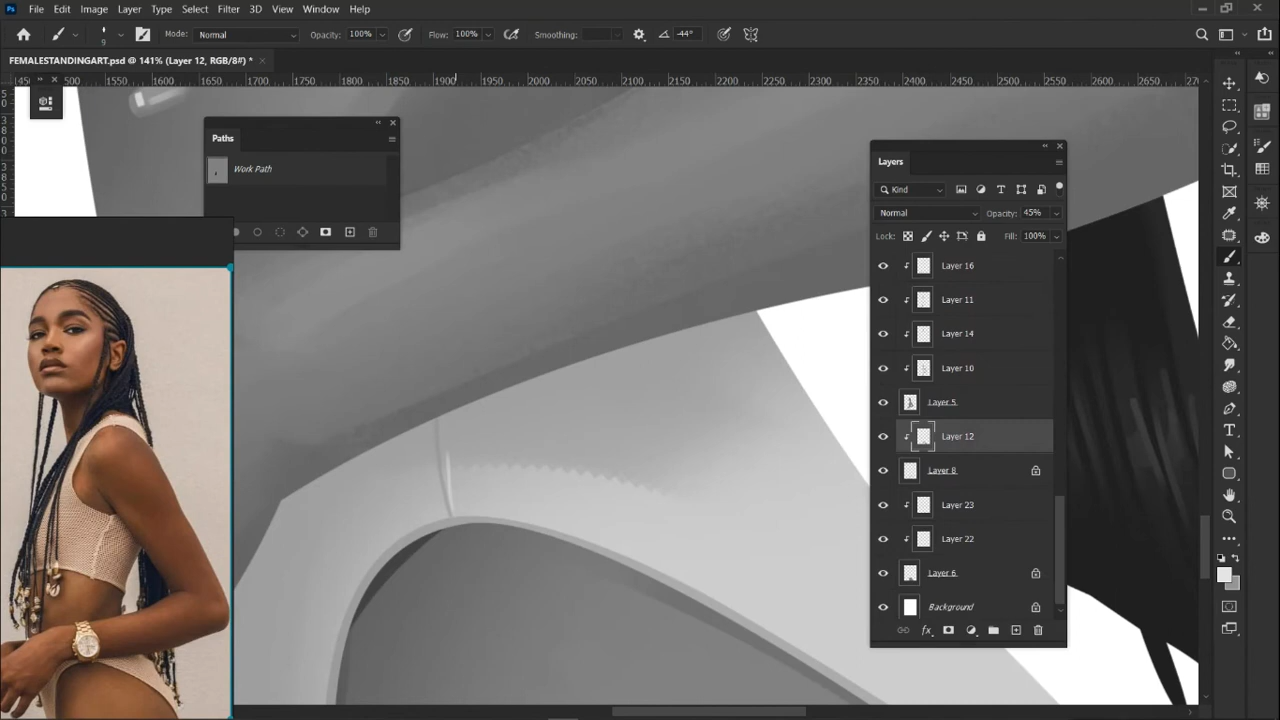 Ps File Edit Image Layer Type Select Filter 3D View Window Help
9 Mode: Normal Opacity: 100% Flow: 100% Smoothing: -44°
FEMALESTANDINGART.psd @ 141% (Layer 12, RGB/8#) *
500 1550 1600 1650 1700 1750 1800 1850 1900 1950 2000 2050 2100 2150 2200 2250 2300 2350 2400 2450 2500 2550 2600
Paths
Work Path
Layers
Kind
Normal Opacity: 45%
Lock: Fill: 100%
Layer 16
Layer 11
Layer 14
Layer 10
Layer 5
Layer 12
Layer 8
Layer 23
Layer 22
Layer 6
Background
fx